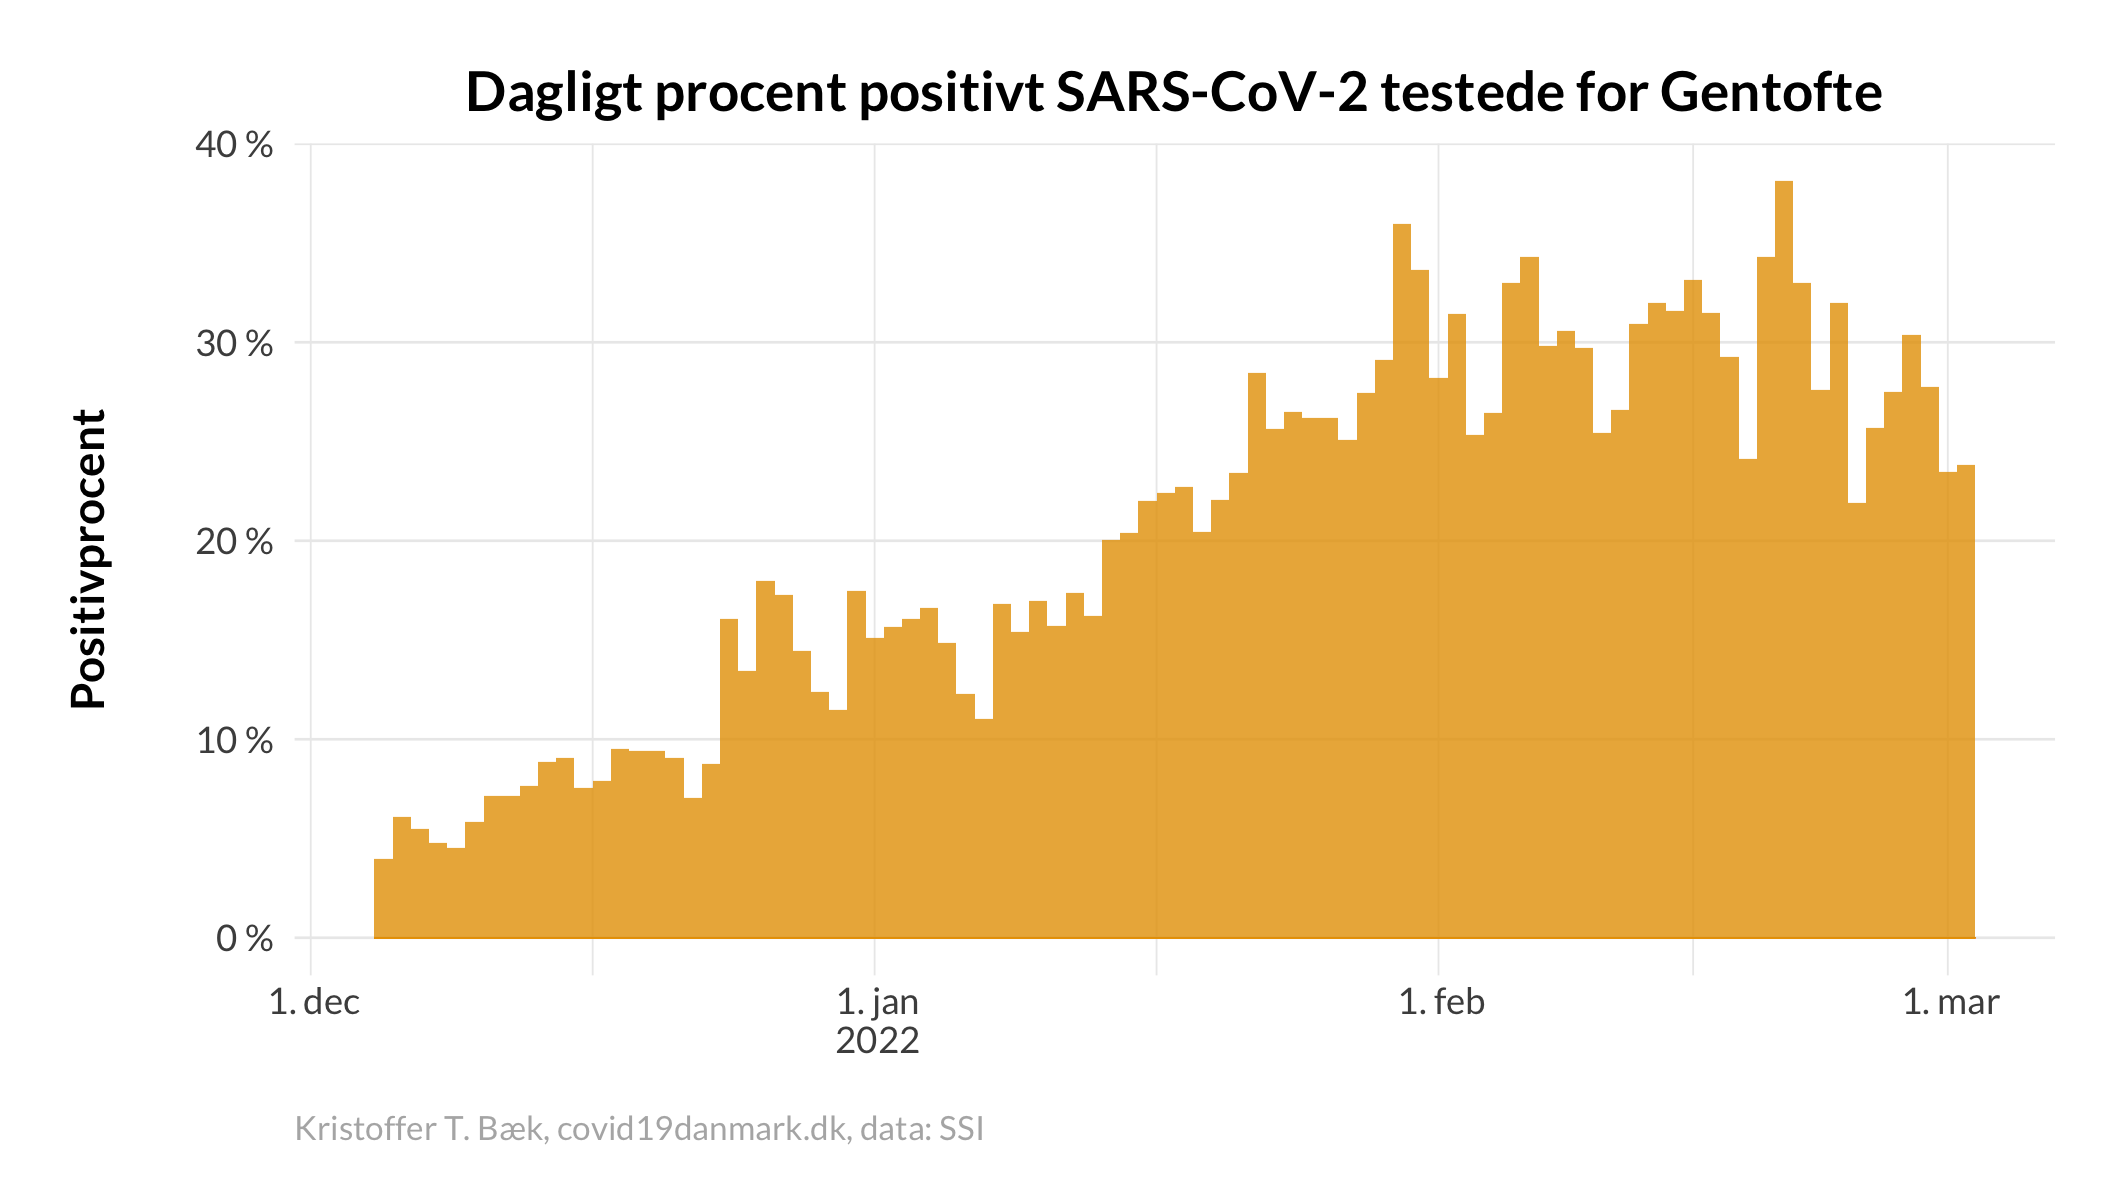 Dagligt procent positivt SARS-CoV-2 testede for Gentofte
40 %
30 %
20 %
10 %
0 %
Positivprocent
1. dec
1. jan
2022
1. feb
1. mar
Kristoffer T. Bæk, covid19danmark.dk, data: SSI